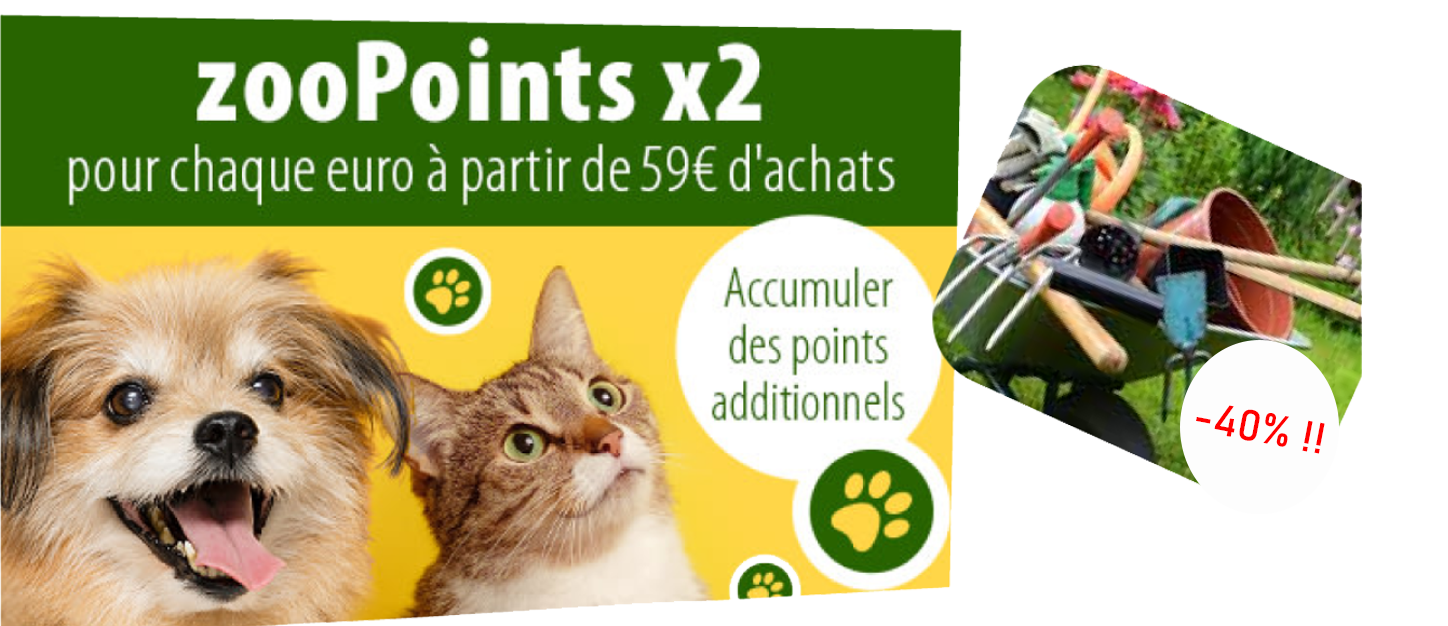 zooPoints x2
pour chaque euro à partir de 59€ d'achats
Accumuler
des points
additionnels
-40% !!